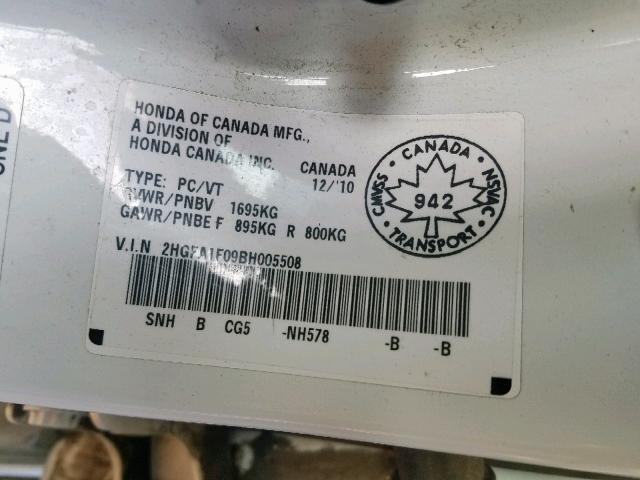 HONDA OF CANADA MFG.,
A DIVISION OF
HONDA CANADA INC. CANADA
TYPE: PC/VT 12/'10
GVWR/PNBV 1695KG
GAWR/PNBE F 895KG R 800KG
V.I.N 2HGFA1F09BH005508
SNH B CG5 -NH578 -B -B
CANADA
CMVSS 942 NSVAC
TRANSPORT